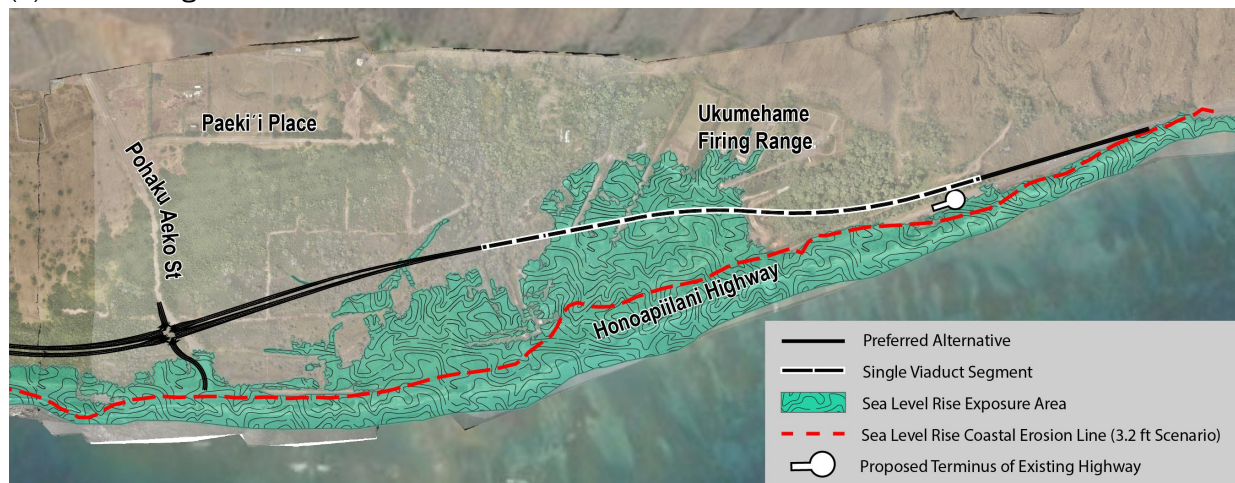 Paeki´i Place
Ukumehame
Firing Range
Pohaku Aeko St
Honoapiilani Highway
Preferred Alternative
Single Viaduct Segment
Sea Level Rise Exposure Area
Sea Level Rise Coastal Erosion Line (3.2 ft Scenario)
Proposed Terminus of Existing Highway